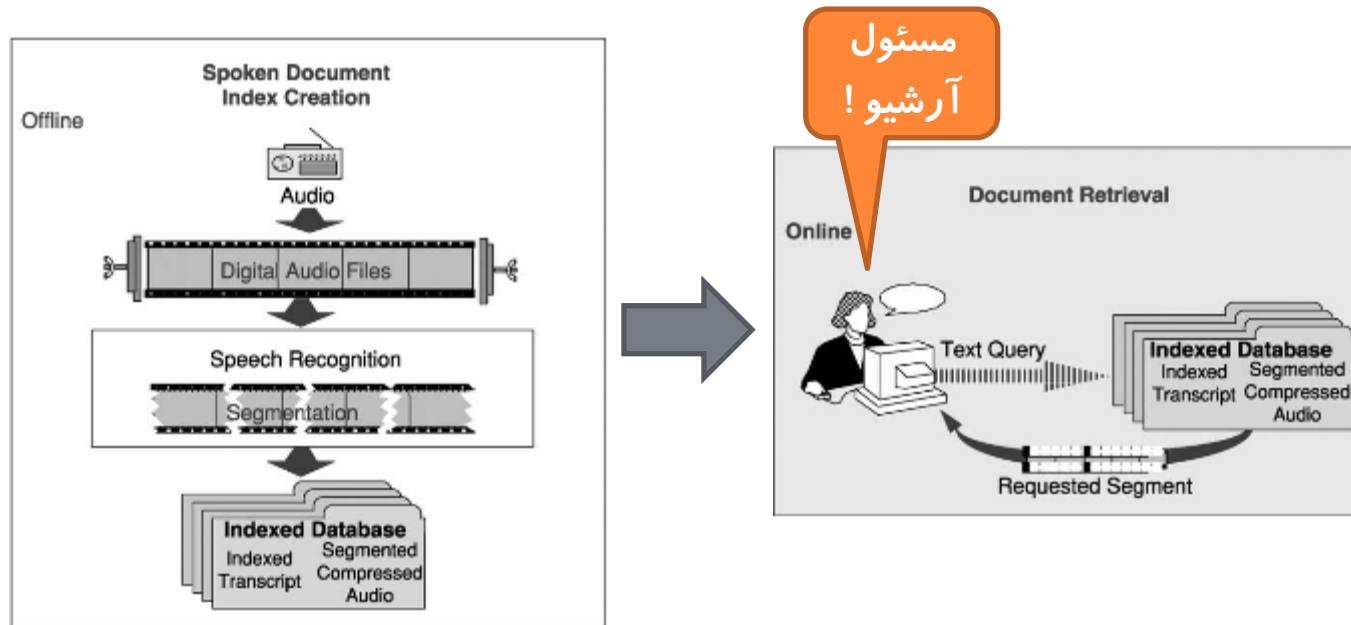 Spoken Document
Index Creation
Offline
Audio
Digital Audio Files
Speech Recognition
Segmentation
Indexed Database
Indexed
Transcript
Segmented
Compressed
Audio
مسئول
آرشیو !
Document Retrieval
Online
Text Query
Indexed Database
Indexed
Transcript
Segmented
Compressed
Audio
Requested Segment